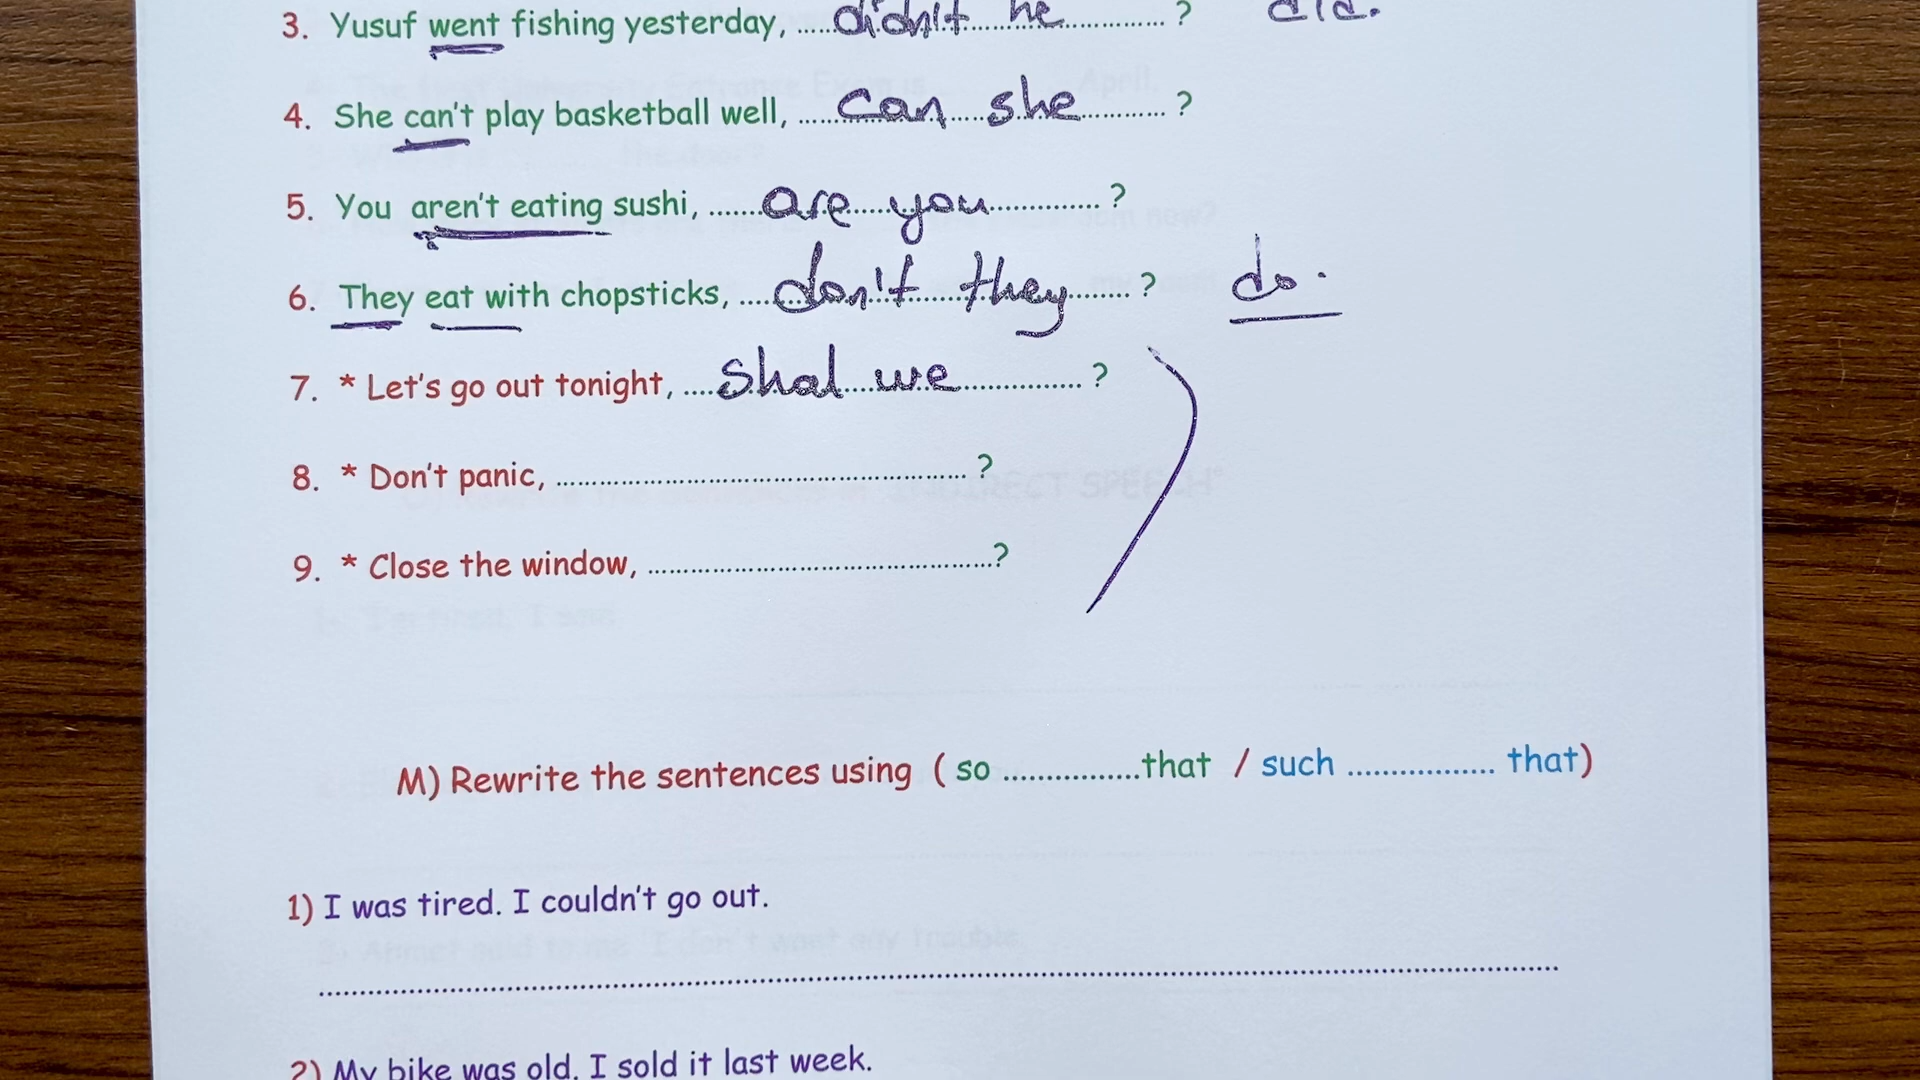 3. Yusuf went fishing yesterday, ......didn't he............? did.
4. She can't play basketball well, ......can.....she............?
5. You aren't eating sushi, .......are.....you..............?
6. They eat with chopsticks, ....don't.....they........? do.
7. * Let's go out tonight, ....shal....we..............?
8. * Don't panic, ..................................................?
9. * Close the window, ..........................................?
M) Rewrite the sentences using ( so ................that / such ................. that)
1) I was tired. I couldn't go out.
2) My bike was old. I sold it last week.